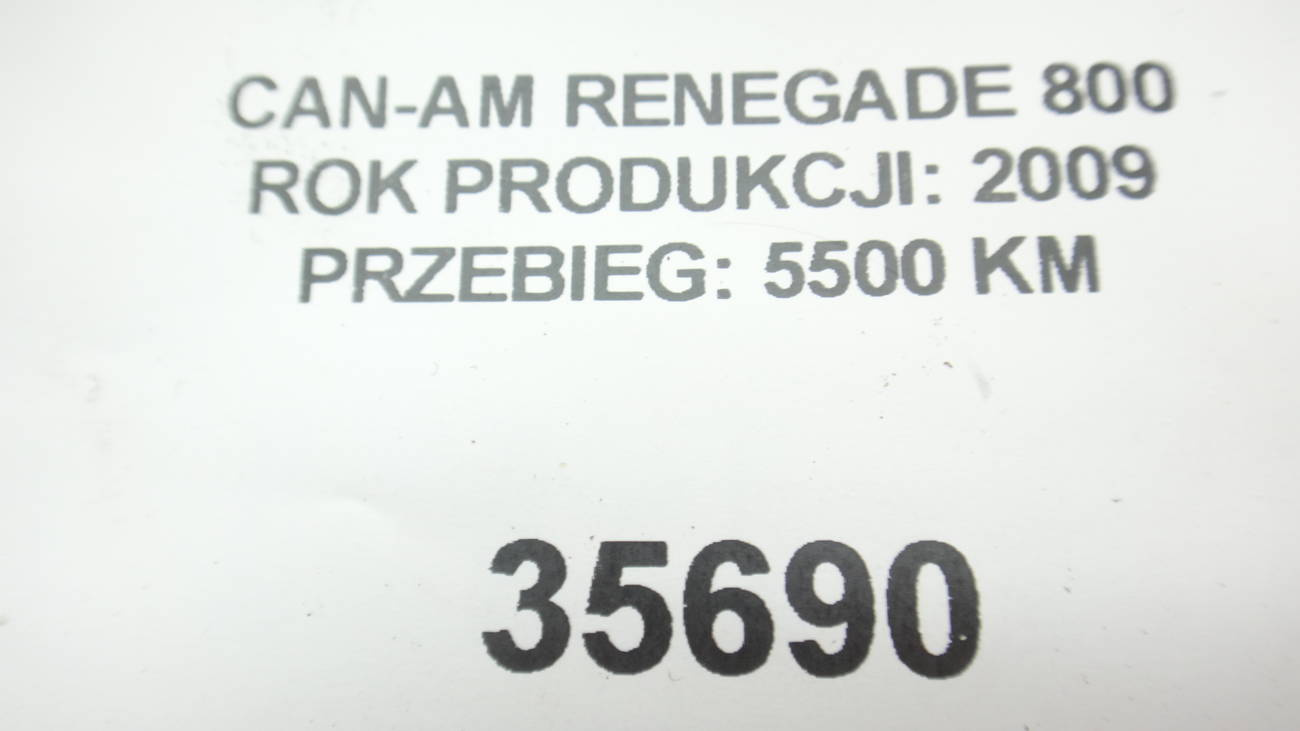 CAN-AM RENEGADE 800
ROK PRODUKCJI: 2009
PRZEBIEG: 5500 KM
35690